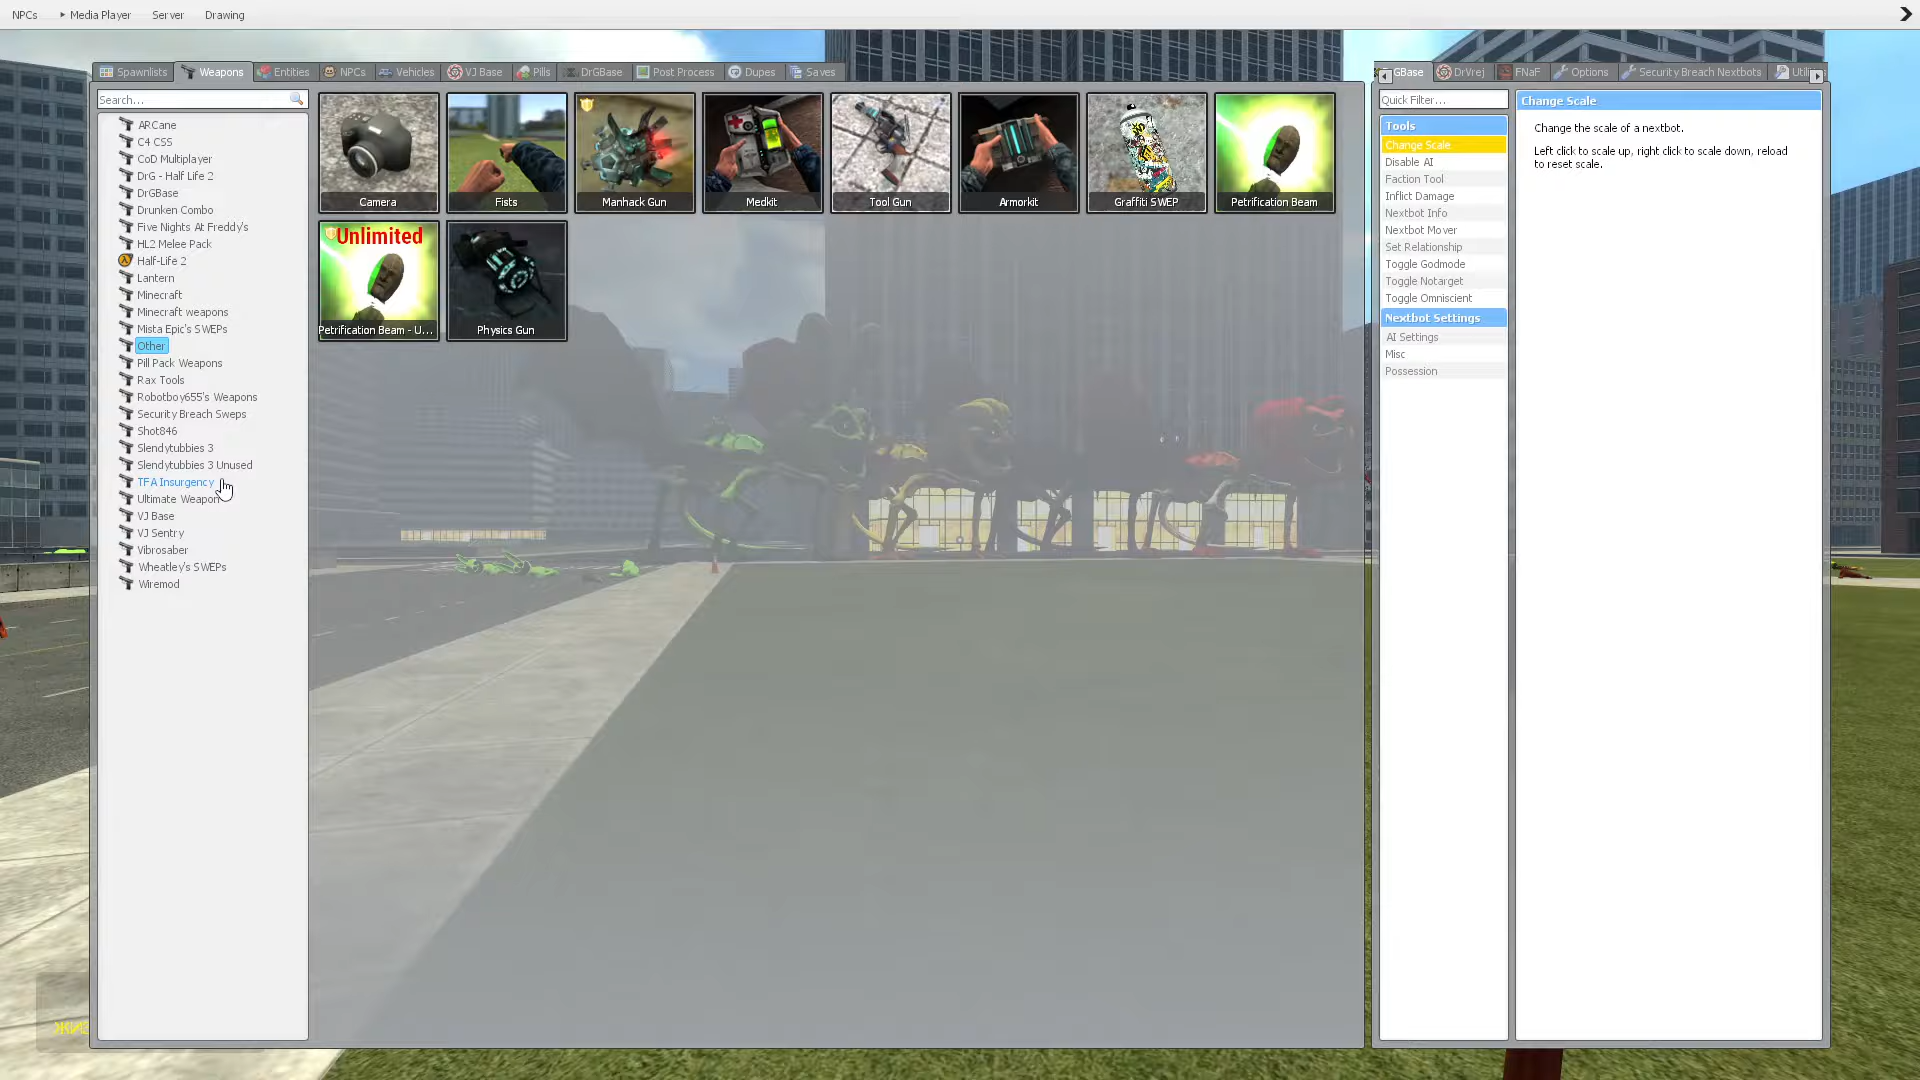 NPCs Media Player Server Drawing
Spawnlists Weapons Entities NPCs Vehicles VJ Base Pills DrGBase Post Process Dupes Saves
Search...
ARCane
C4 CSS
CoD Multiplayer
DrG - Half Life 2
DrGBase
Drunken Combo
Five Nights At Freddy's
HL2 Melee Pack
Half-Life 2
Lantern
Minecraft
Minecraft weapons
Mista Epic's SWEPs
Other
Pill Pack Weapons
Rax Tools
Robotboy655's Weapons
Security Breach Sweps
Shot846
Slendytubbies 3
Slendytubbies 3 Unused
TFA Insurgency
Ultimate Weapon
VJ Base
VJ Sentry
Vibrosaber
Wheatley's SWEPs
Wiremod
Camera Fists Manhack Gun Medkit Tool Gun Armorkit Graffiti SWEP Petrification Beam
Unlimited
Petrification Beam - U... Physics Gun
GBase DrVrej FNaF Options Security Breach Nextbots Utili
Quick Filter...
Tools
Change Scale
Disable AI
Faction Tool
Inflict Damage
Nextbot Info
Nextbot Mover
Set Relationship
Toggle Godmode
Toggle Notarget
Toggle Omniscient
Nextbot Settings
AI Settings
Misc
Possession
Change Scale
Change the scale of a nextbot.
Left click to scale up, right click to scale down, reload
to reset scale.